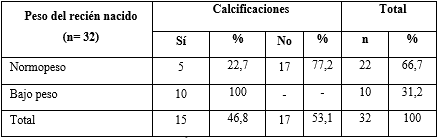 Peso del recién nacido Calcificaciones Total
(n= 32) Sí % No % n %
Normopeso 5 22,7 17 77,2 22 66,7
Bajo peso 10 100 - - 10 31,2
Total 15 46,8 17 53,1 32 100